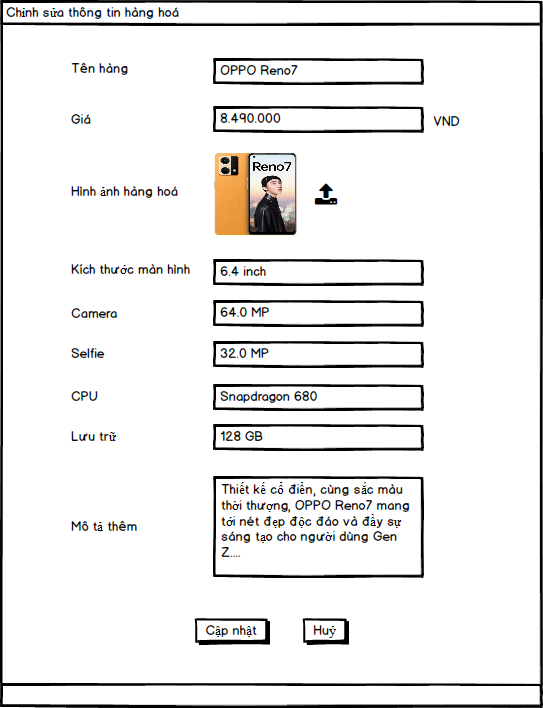 Chỉnh sửa thông tin hàng hoá
Tên hàng
OPPO Reno7
Giá
8.490.000
VND
Reno7
Hình ảnh hàng hoá
Kích thước màn hình
6.4 inch
Camera
64.0 MP
Selfie
32.0 MP
CPU
Snapdragon 680
Lưu trữ
128 GB
Mô tả thêm
Thiết kế cổ điển, cùng sắc màu
thời thượng, OPPO Reno7 mang
tới nét đẹp độc đáo và đầy sự
sáng tạo cho người dùng Gen
Z....
Cập nhật
Huỷ